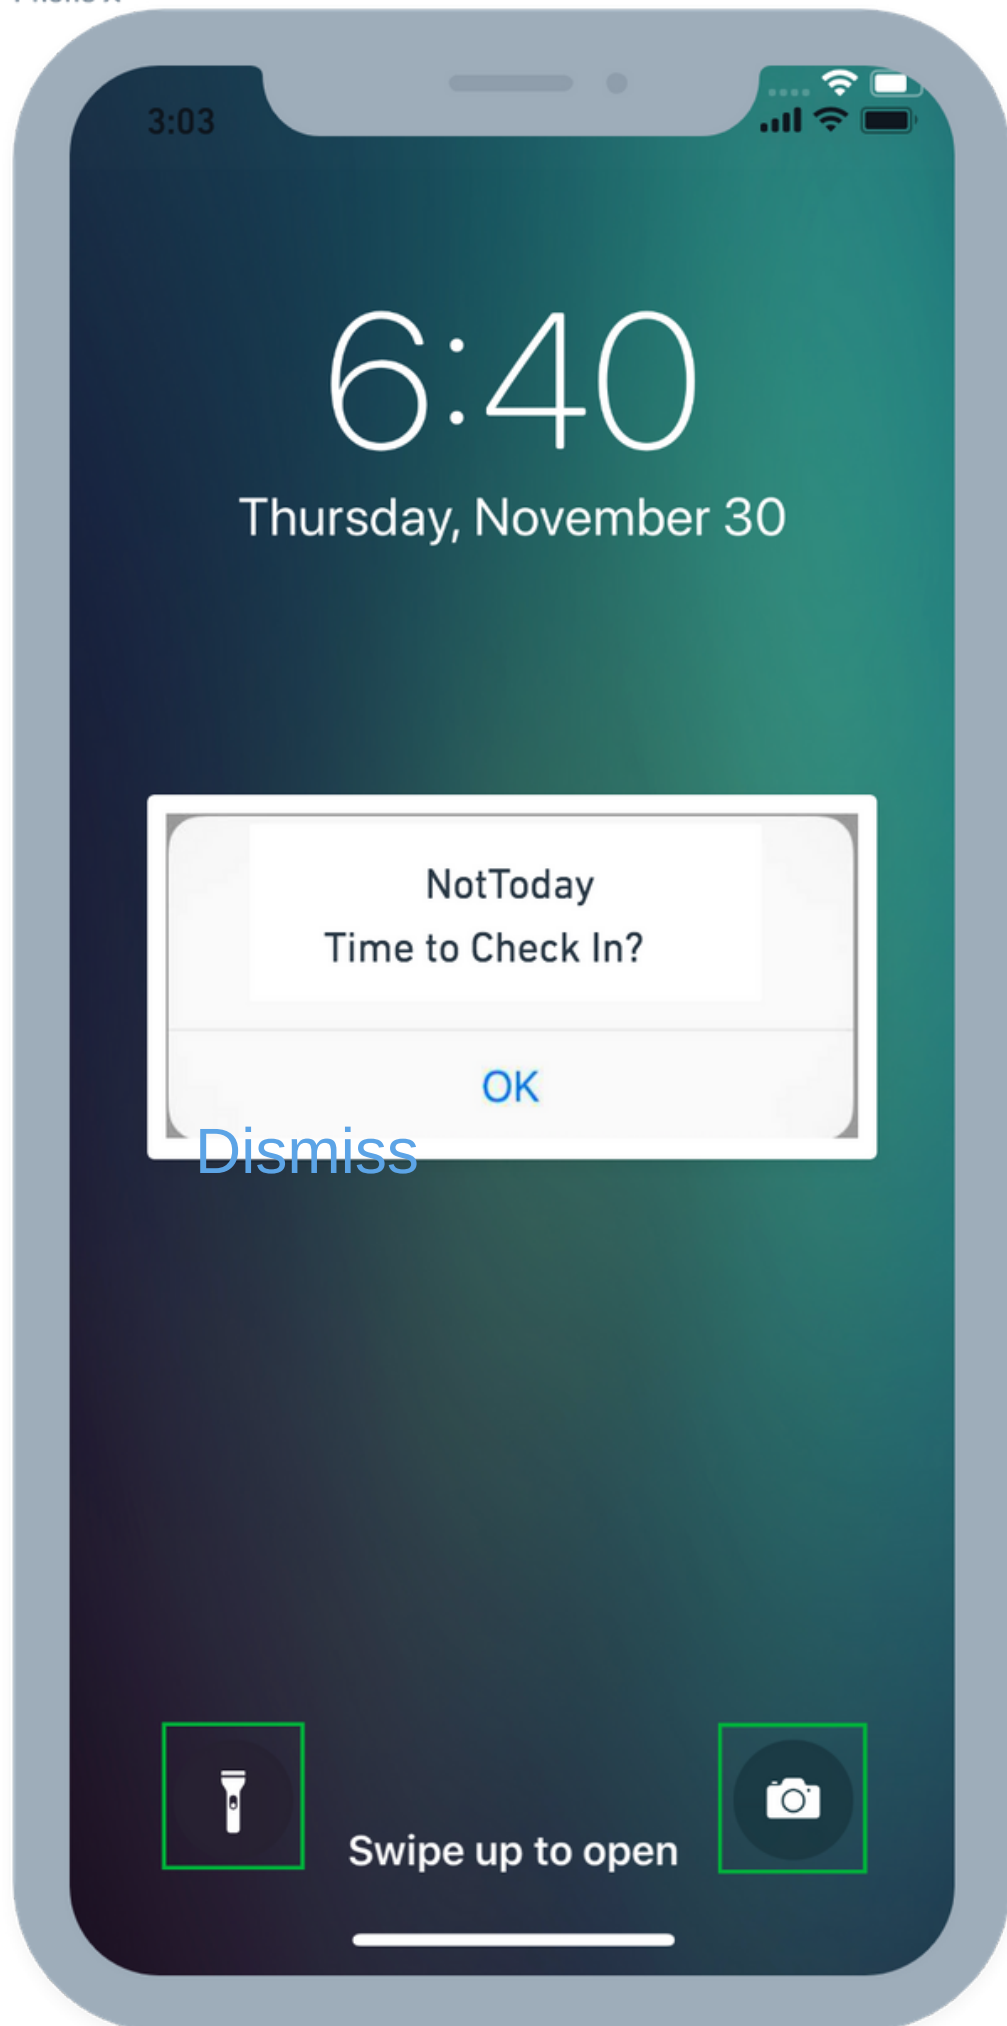 3:03
6:40
Thursday, November 30
NotToday
Time to Check In?
OK
Dismiss
Swipe up to open